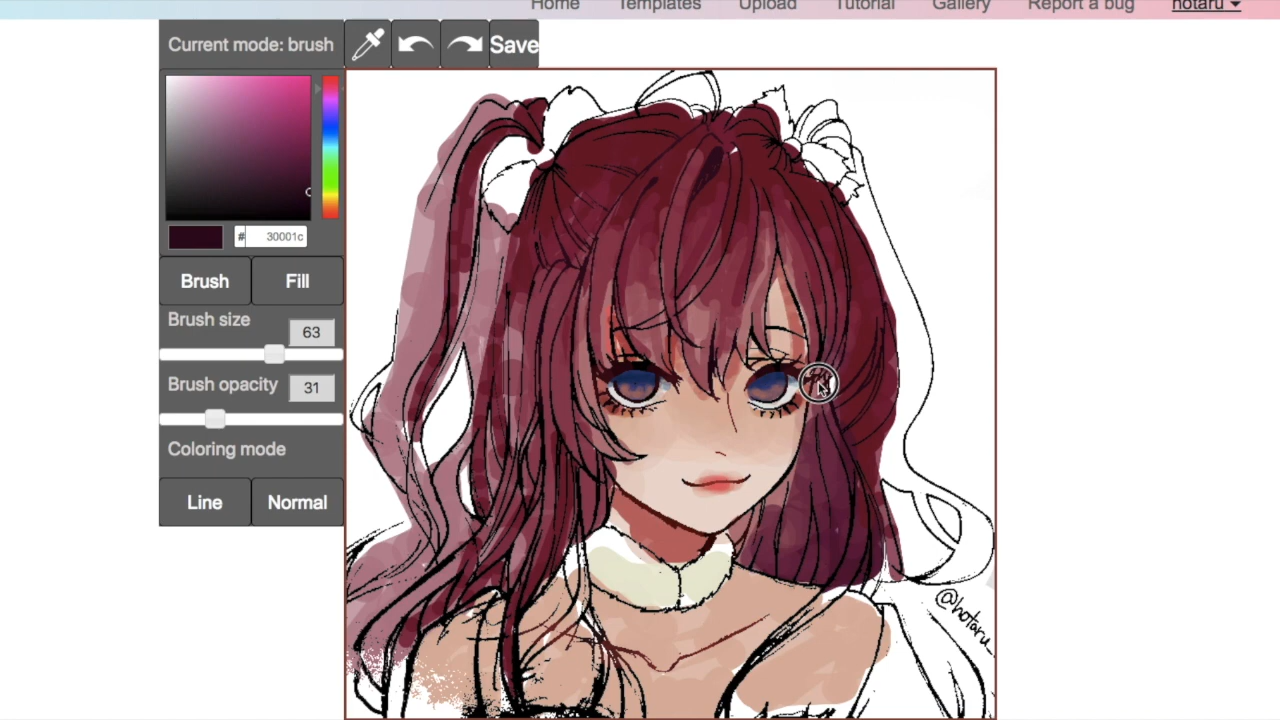 Home Templates Upload Tutorial Gallery Report a bug hotaru
Current mode: brush Save
# 30001c
Brush Fill
Brush size 63
Brush opacity 31
Coloring mode
Line Normal
@hotaru_